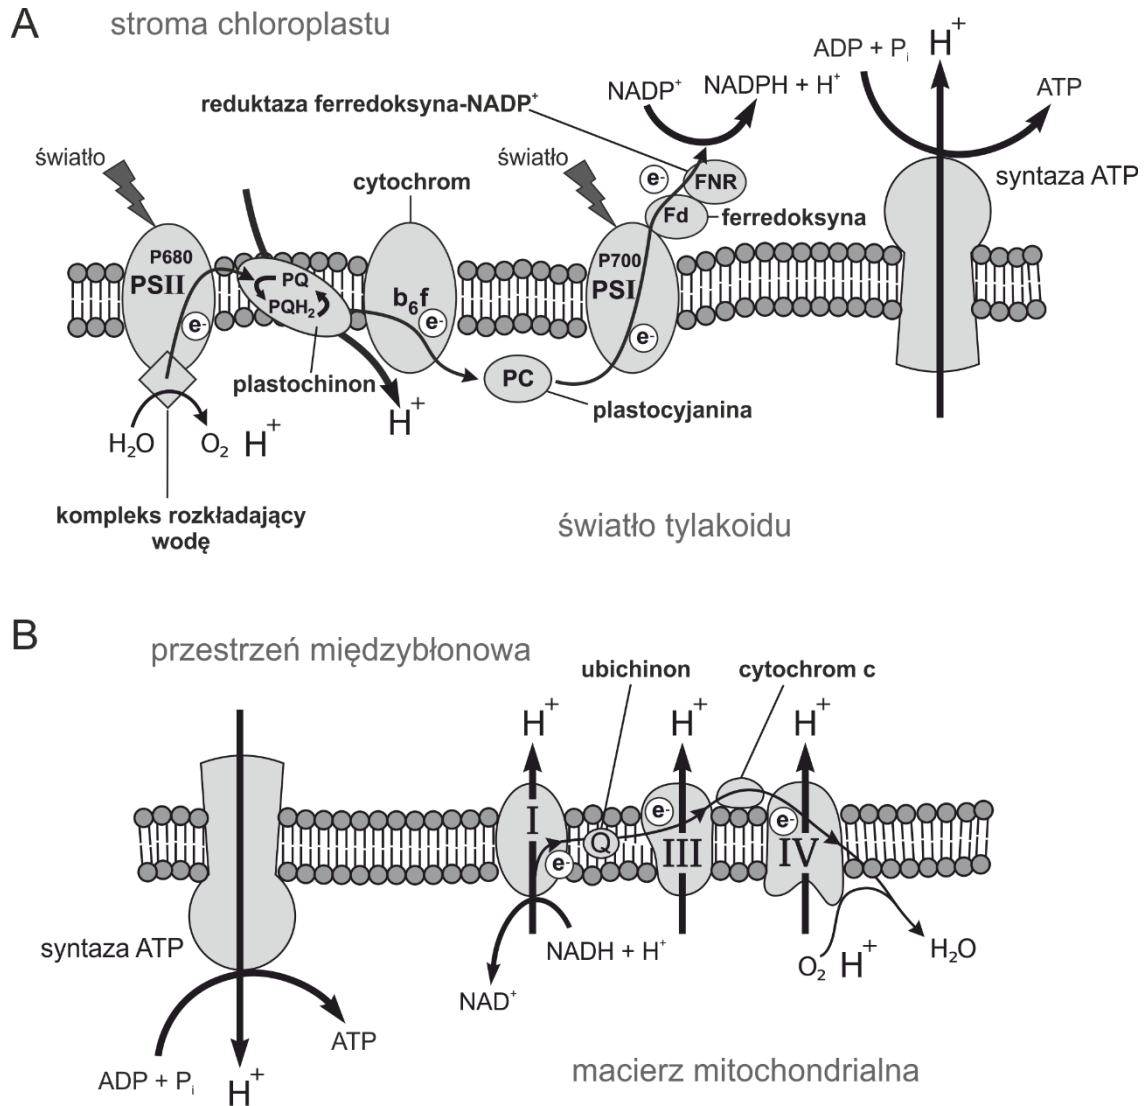 A
stroma chloroplastu
ADP + Pᵢ
H⁺
ATP
NADP⁺
NADPH + H⁺
reduktaza ferredoksyna-NADP⁺
światło
światło
cytochrom
e⁻
FNR
syntaza ATP
Fd
ferredoksyna
P680
PSII
PQ
PQH₂
b₆f
e⁻
e⁻
P700
PSI
e⁻
plastochinon
PC
plastocyjanina
H⁺
H₂O
O₂
H⁺
kompleks rozkładający
wodę
światło tylakoidu
B
przestrzeń międzybłonowa
ubichinon
cytochrom c
H⁺
H⁺
H⁺
I
e⁻
Q
e⁻
III
e⁻
IV
syntaza ATP
NADH + H⁺
NAD⁺
O₂
H⁺
H₂O
ATP
ADP + Pᵢ
H⁺
macierz mitochondrialna